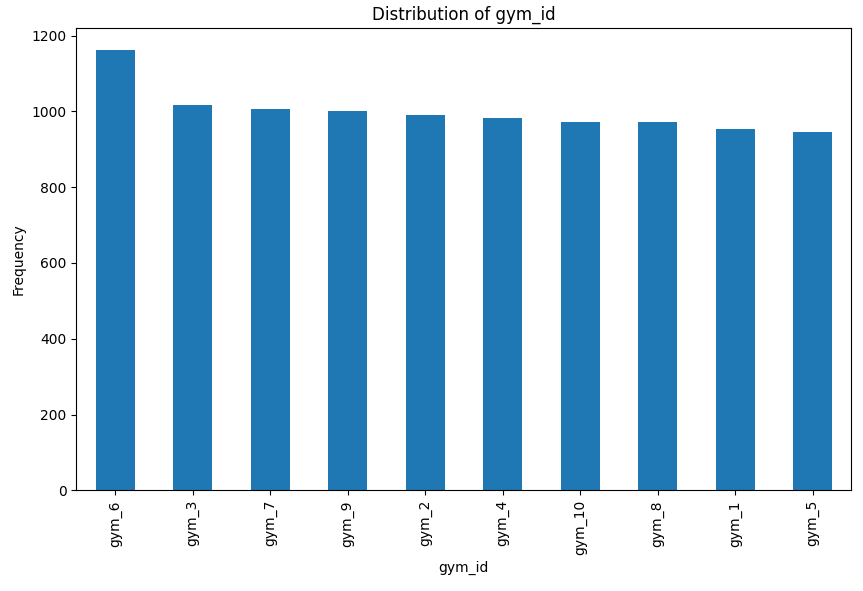 Distribution of gym_id
1200
1000
800
600
400
200
0
Frequency
gym_6
gym_3
gym_7
gym_9
gym_2
gym_4
gym_10
gym_8
gym_1
gym_5
gym_id